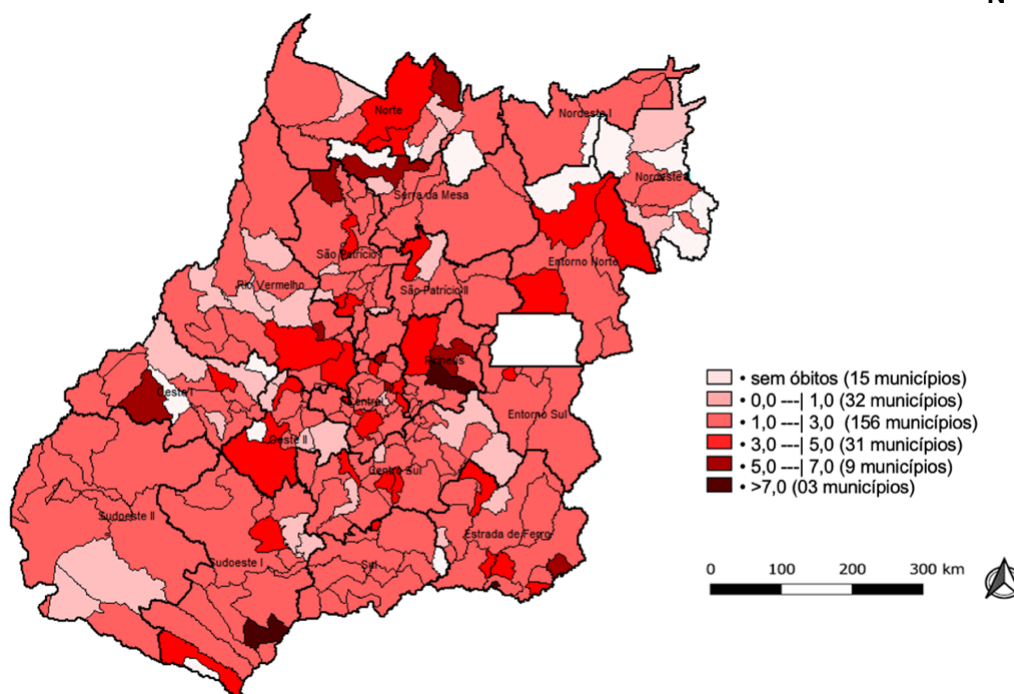 N
Norte
Nordeste I
Nordeste
Serra da Mesa
São Patrício I
Entorno Norte
Rio Vermelho
São Patrício II
Pirineus
Oeste I
Central
Entorno Sul
Oeste II
Centro Sul
Sudoeste II
Estrada de Ferro
Sudoeste I
Sul
• sem óbitos (15 municípios)
• 0,0 ---| 1,0 (32 municípios)
• 1,0 ---| 3,0 (156 municípios)
• 3,0 ---| 5,0 (31 municípios)
• 5,0 ---| 7,0 (9 municípios)
• >7,0 (03 municípios)
0 100 200 300 km